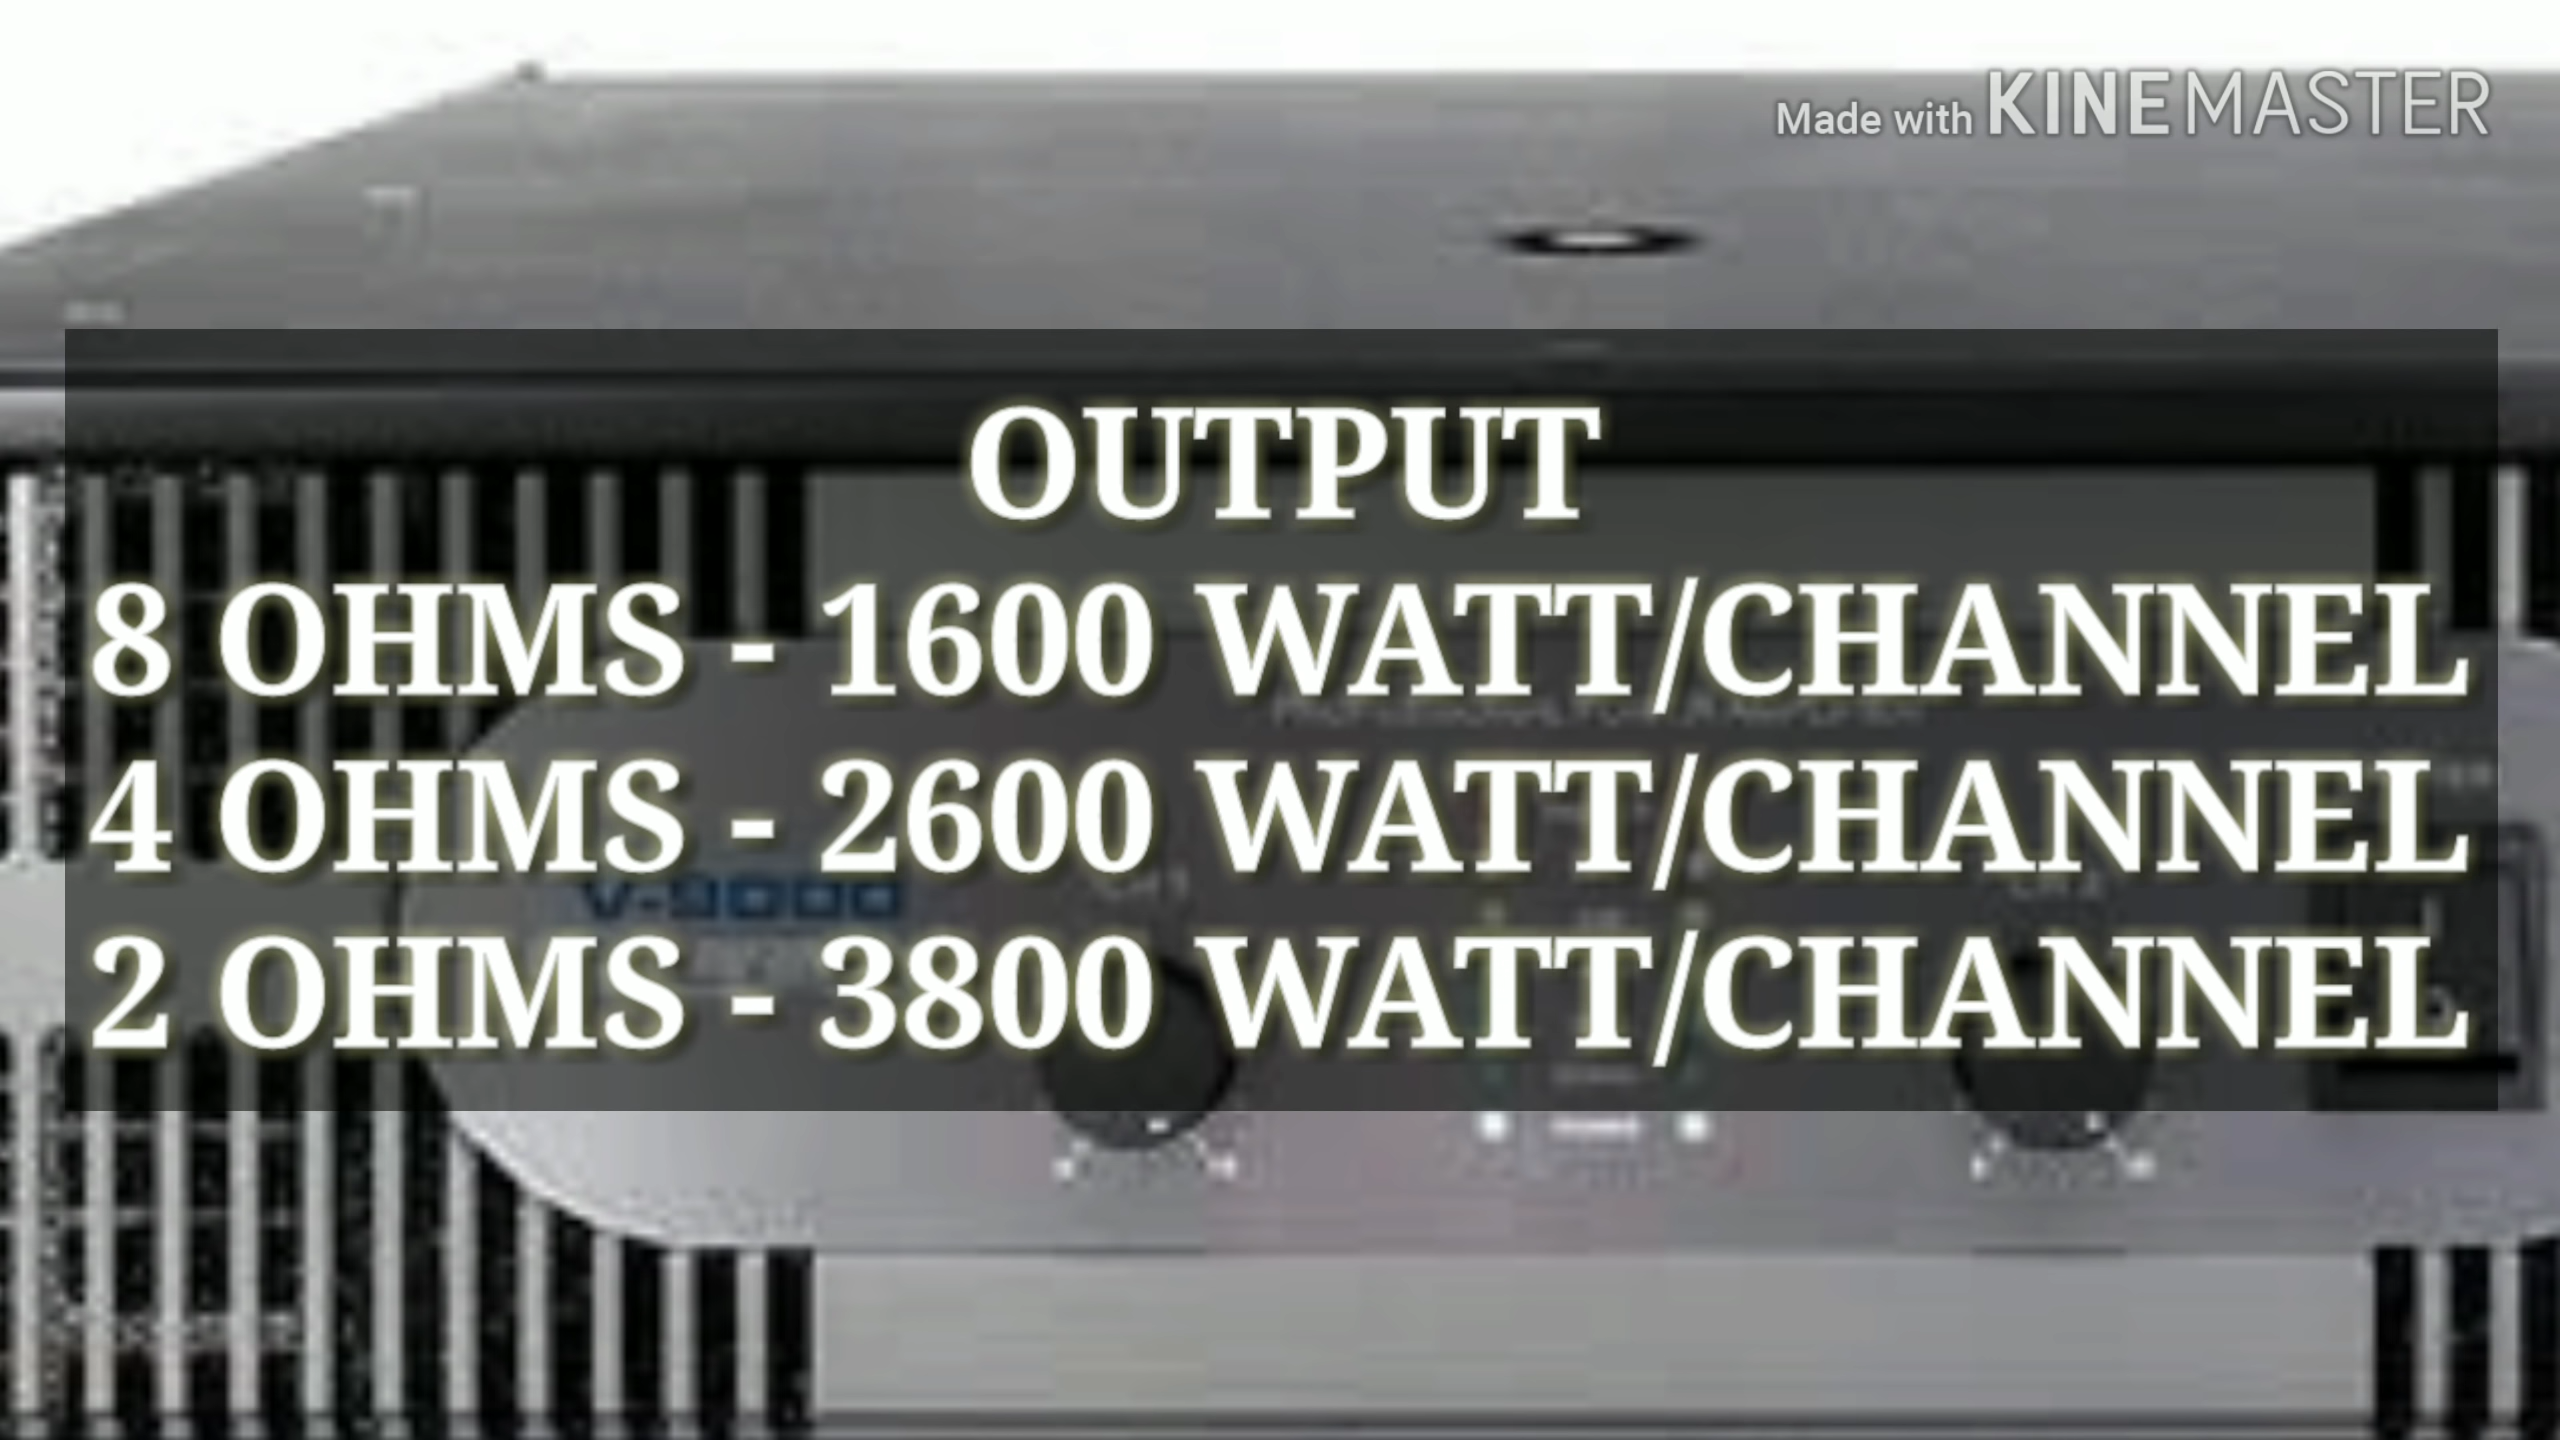 Made with KINEMASTER
OUTPUT
8 OHMS - 1600 WATT/CHANNEL
4 OHMS - 2600 WATT/CHANNEL
2 OHMS - 3800 WATT/CHANNEL